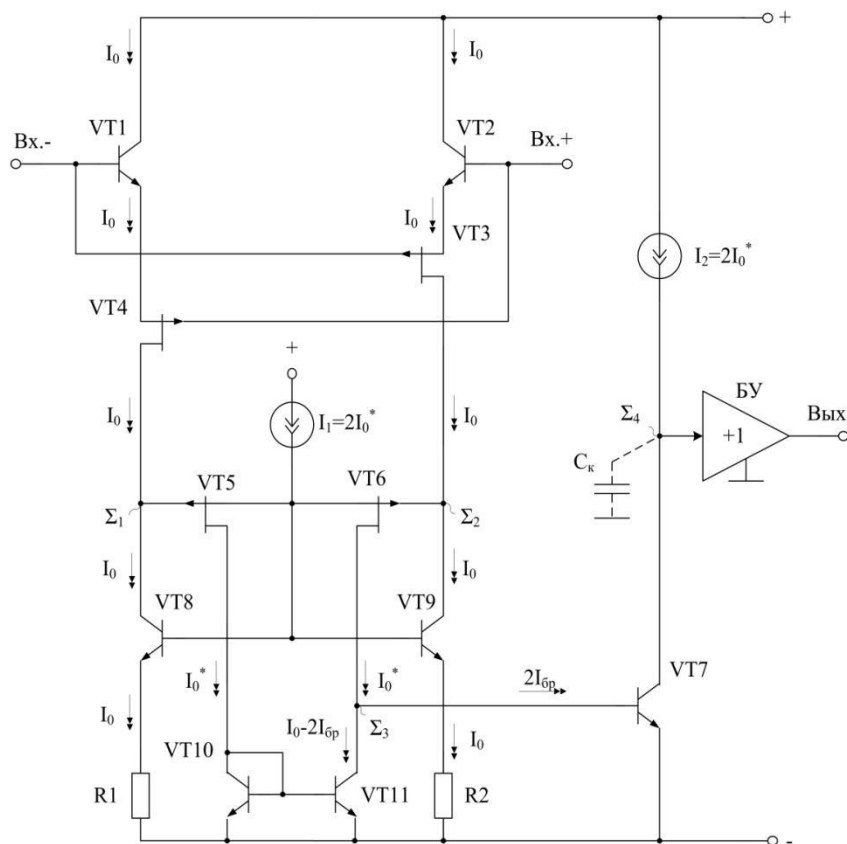 +
I₀
I₀
VT1
VT2
Вх.-
Вх.+
I₀
I₀
VT3
I₂=2I₀*
VT4
+
БУ
Вых
I₀
I₁=2I₀*
I₀
Σ₄
+1
Cₖ
VT5
VT6
Σ₁
Σ₂
I₀
I₀
VT8
VT9
VT7
I₀*
I₀*
2Iбр
I₀
I₀-2Iбр
Σ₃
I₀
VT10
R1
VT11
R2
-